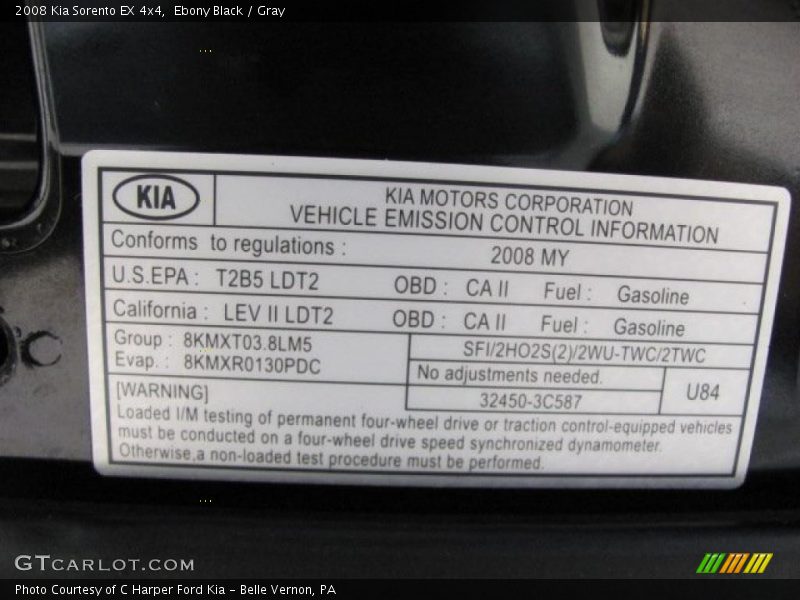 2008 Kia Sorento EX 4x4, Ebony Black / Gray
KIA
KIA MOTORS CORPORATION
VEHICLE EMISSION CONTROL INFORMATION
Conforms to regulations : 2008 MY
U.S.EPA : T2B5 LDT2 OBD : CA II Fuel : Gasoline
California : LEV II LDT2 OBD : CA II Fuel : Gasoline
Group : 8KMXT03.8LM5
Evap. : 8KMXR0130PDC
SFI/2HO2S(2)/2WU-TWC/2TWC
No adjustments needed.
32450-3C587
U84
[WARNING]
Loaded I/M testing of permanent four-wheel drive or traction control-equipped vehicles
must be conducted on a four-wheel drive speed synchronized dynamometer.
Otherwise,a non-loaded test procedure must be performed.
GTCARLOT.COM
Photo Courtesy of C Harper Ford Kia - Belle Vernon, PA